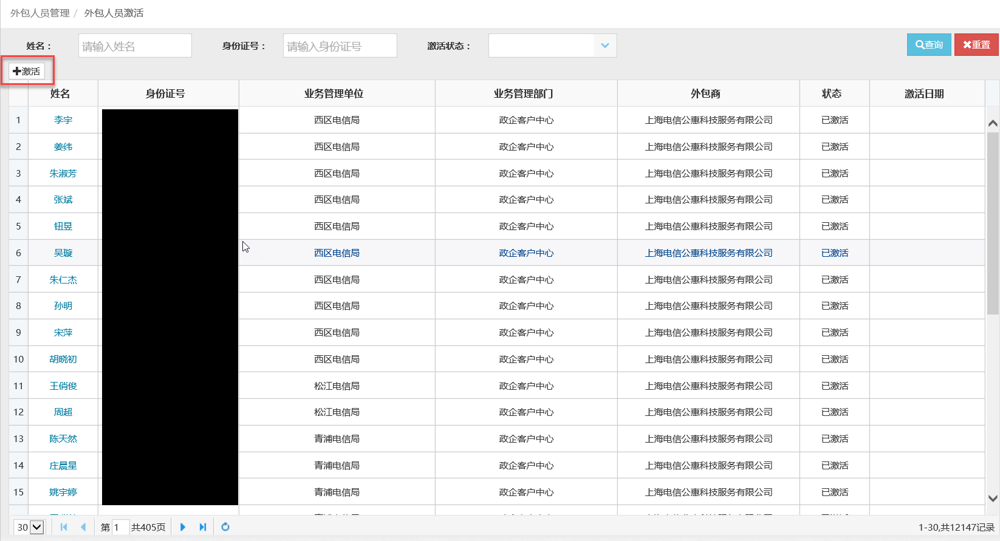 外包人员管理 / 外包人员激活
姓名： 请输入姓名 身份证号： 请输入身份证号 激活状态： 查询 重置
激活
姓名 身份证号 业务管理单位 业务管理部门 外包商 状态 激活日期
1 李宇 西区电信局 政企客户中心 上海电信公惠科技服务有限公司 已激活
2 姜纬 西区电信局 政企客户中心 上海电信公惠科技服务有限公司 已激活
3 朱淑芳 西区电信局 政企客户中心 上海电信公惠科技服务有限公司 已激活
4 张斌 西区电信局 政企客户中心 上海电信公惠科技服务有限公司 已激活
5 钮昱 西区电信局 政企客户中心 上海电信公惠科技服务有限公司 已激活
6 吴璇 西区电信局 政企客户中心 上海电信公惠科技服务有限公司 已激活
7 朱仁杰 西区电信局 政企客户中心 上海电信公惠科技服务有限公司 已激活
8 孙明 西区电信局 政企客户中心 上海电信公惠科技服务有限公司 已激活
9 宋萍 西区电信局 政企客户中心 上海电信公惠科技服务有限公司 已激活
10 胡晓初 西区电信局 政企客户中心 上海电信公惠科技服务有限公司 已激活
11 王俏俊 松江电信局 政企客户中心 上海电信公惠科技服务有限公司 已激活
12 周超 松江电信局 政企客户中心 上海电信公惠科技服务有限公司 已激活
13 陈天然 青浦电信局 政企客户中心 上海电信公惠科技服务有限公司 已激活
14 庄晨星 青浦电信局 政企客户中心 上海电信公惠科技服务有限公司 已激活
15 姚宇婷 青浦电信局 政企客户中心 上海电信公惠科技服务有限公司 已激活
30 第 1 共405页 1-30,共12147记录